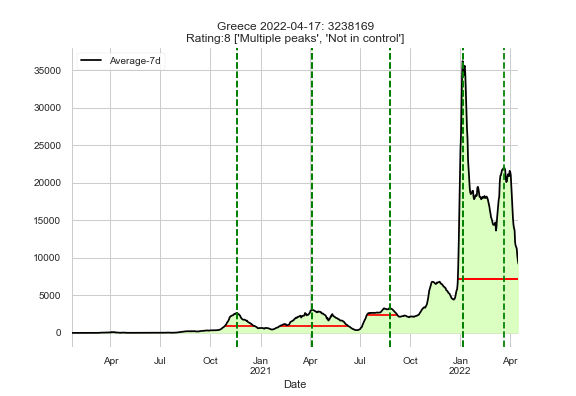 Greece 2022-04-17: 3238169
Rating:8 ['Multiple peaks', 'Not in control']
Average-7d
35000
30000
25000
20000
15000
10000
5000
0
Apr Jul Oct Jan Apr Jul Oct Jan Apr
2021 2022
Date